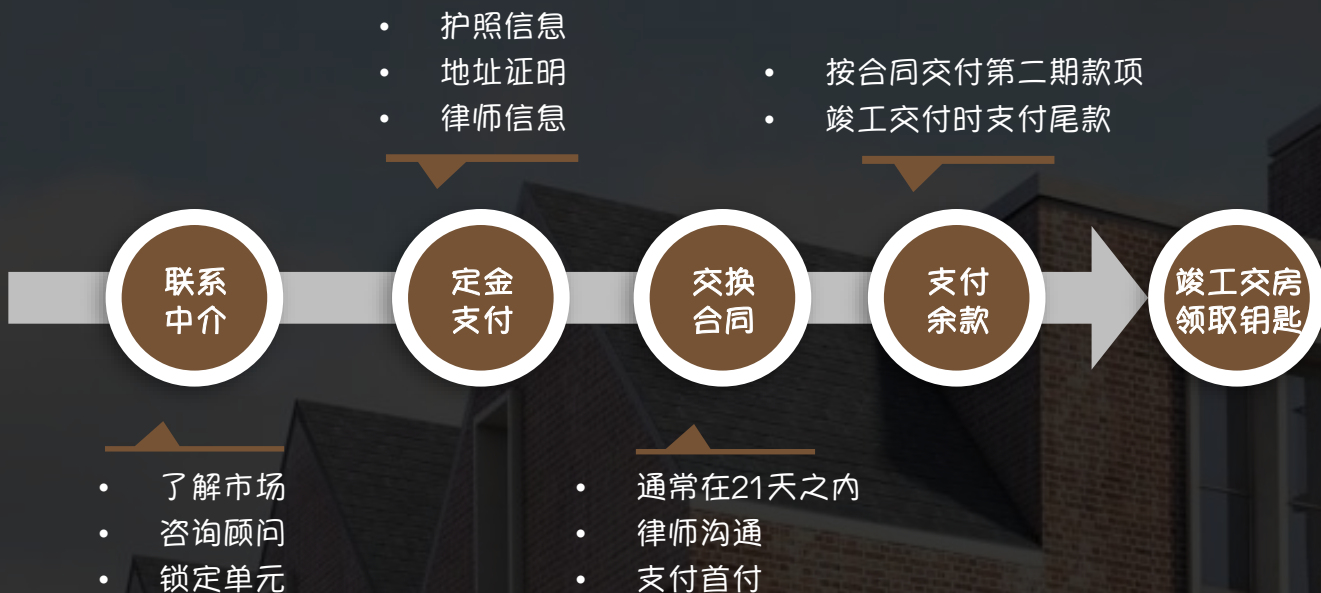 护照信息
地址证明
律师信息
按合同交付第二期款项
竣工交付时支付尾款
联系
中介
定金
支付
交换
合同
支付
余款
竣工交房
领取钥匙
了解市场
咨询顾问
锁定单元
通常在21天之内
律师沟通
支付首付